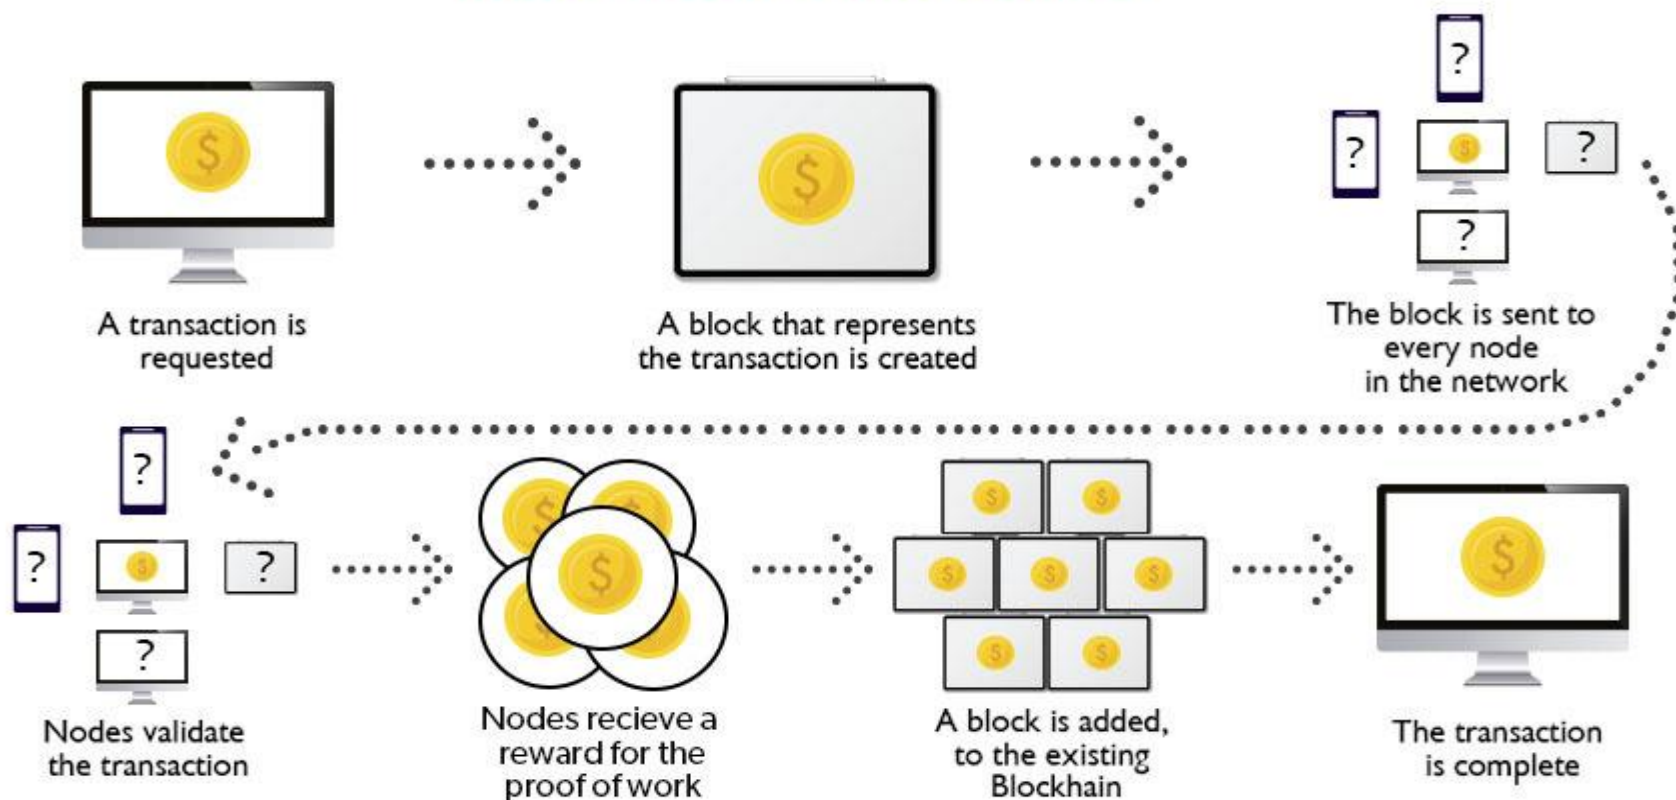 A transaction is
requested
A block that represents
the transaction is created
The block is sent to
every node
in the network
Nodes validate
the transaction
Nodes recieve a
reward for the
proof of work
A block is added,
to the existing
Blockhain
The transaction
is complete